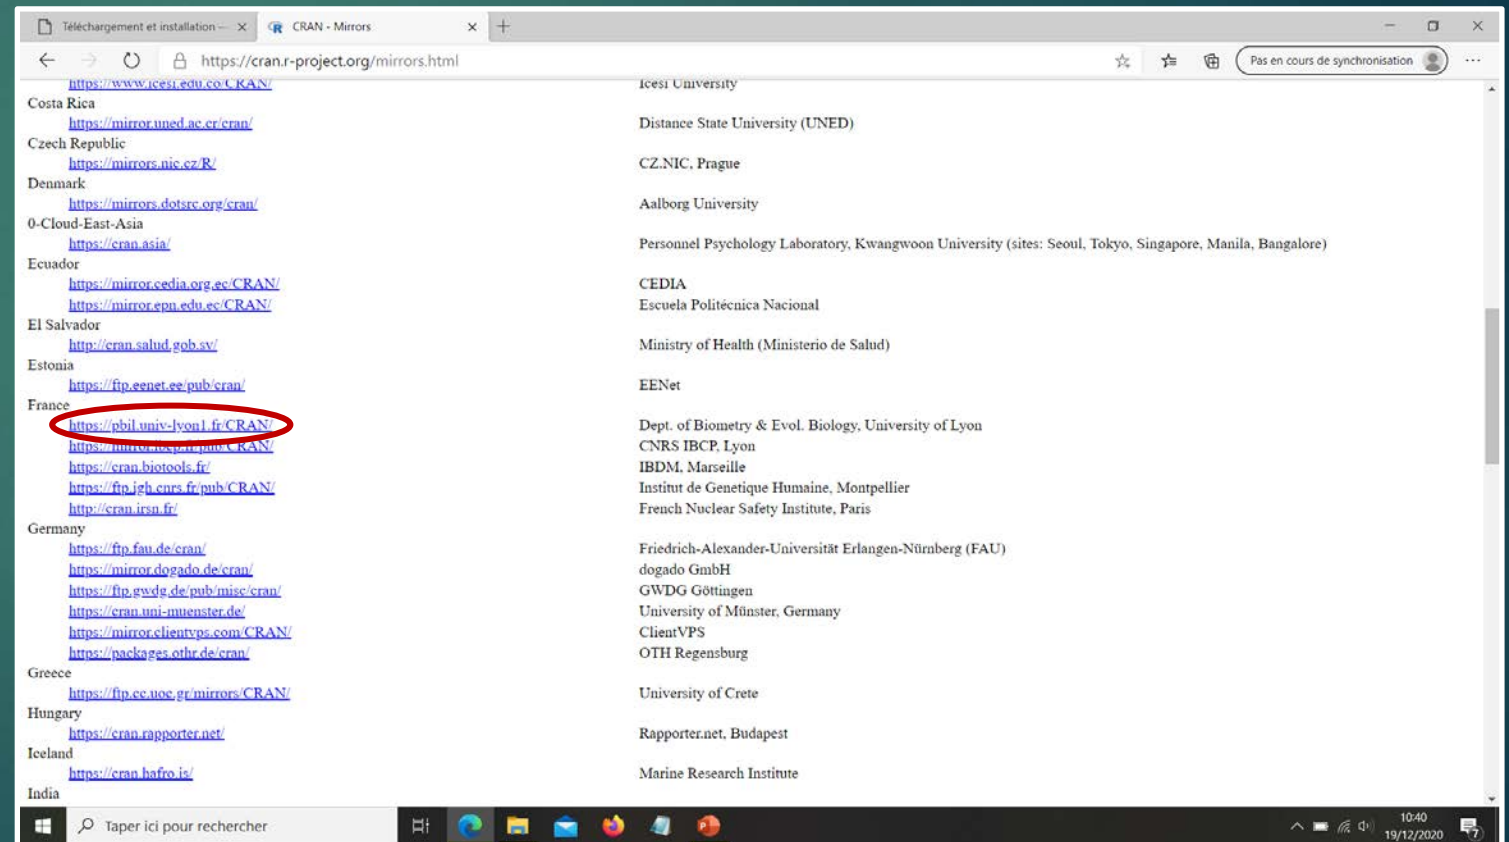 Téléchargement et installation —
CRAN - Mirrors
https://cran.r-project.org/mirrors.html
Pas en cours de synchronisation
https://www.icesi.edu.co/CRAN/ Icesi University
Costa Rica
https://mirror.uned.ac.cr/cran/ Distance State University (UNED)
Czech Republic
https://mirrors.nic.cz/R/ CZ.NIC, Prague
Denmark
https://mirrors.dotsrc.org/cran/ Aalborg University
0-Cloud-East-Asia
https://cran.asia/ Personnel Psychology Laboratory, Kwangwoon University (sites: Seoul, Tokyo, Singapore, Manila, Bangalore)
Ecuador
https://mirror.cedia.org.ec/CRAN/ CEDIA
https://mirror.epn.edu.ec/CRAN/ Escuela Politécnica Nacional
El Salvador
http://cran.salud.gob.sv/ Ministry of Health (Ministerio de Salud)
Estonia
https://ftp.eenet.ee/pub/cran/ EENet
France
https://pbil.univ-lyon1.fr/CRAN/ Dept. of Biometry & Evol. Biology, University of Lyon
https://mirror.ibcp.fr/pub/CRAN/ CNRS IBCP, Lyon
https://cran.biotools.fr/ IBDM, Marseille
https://ftp.igh.cnrs.fr/pub/CRAN/ Institut de Genetique Humaine, Montpellier
http://cran.irsn.fr/ French Nuclear Safety Institute, Paris
Germany
https://ftp.fau.de/cran/ Friedrich-Alexander-Universität Erlangen-Nürnberg (FAU)
https://mirror.dogado.de/cran/ dogado GmbH
https://ftp.gwdg.de/pub/misc/cran/ GWDG Göttingen
https://cran.uni-muenster.de/ University of Münster, Germany
https://mirror.clientvps.com/CRAN/ ClientVPS
https://packages.othr.de/cran/ OTH Regensburg
Greece
https://ftp.cc.uoc.gr/mirrors/CRAN/ University of Crete
Hungary
https://cran.rapporter.net/ Rapporter.net, Budapest
Iceland
https://cran.hafro.is/ Marine Research Institute
India
Taper ici pour rechercher
10:40
19/12/2020
7